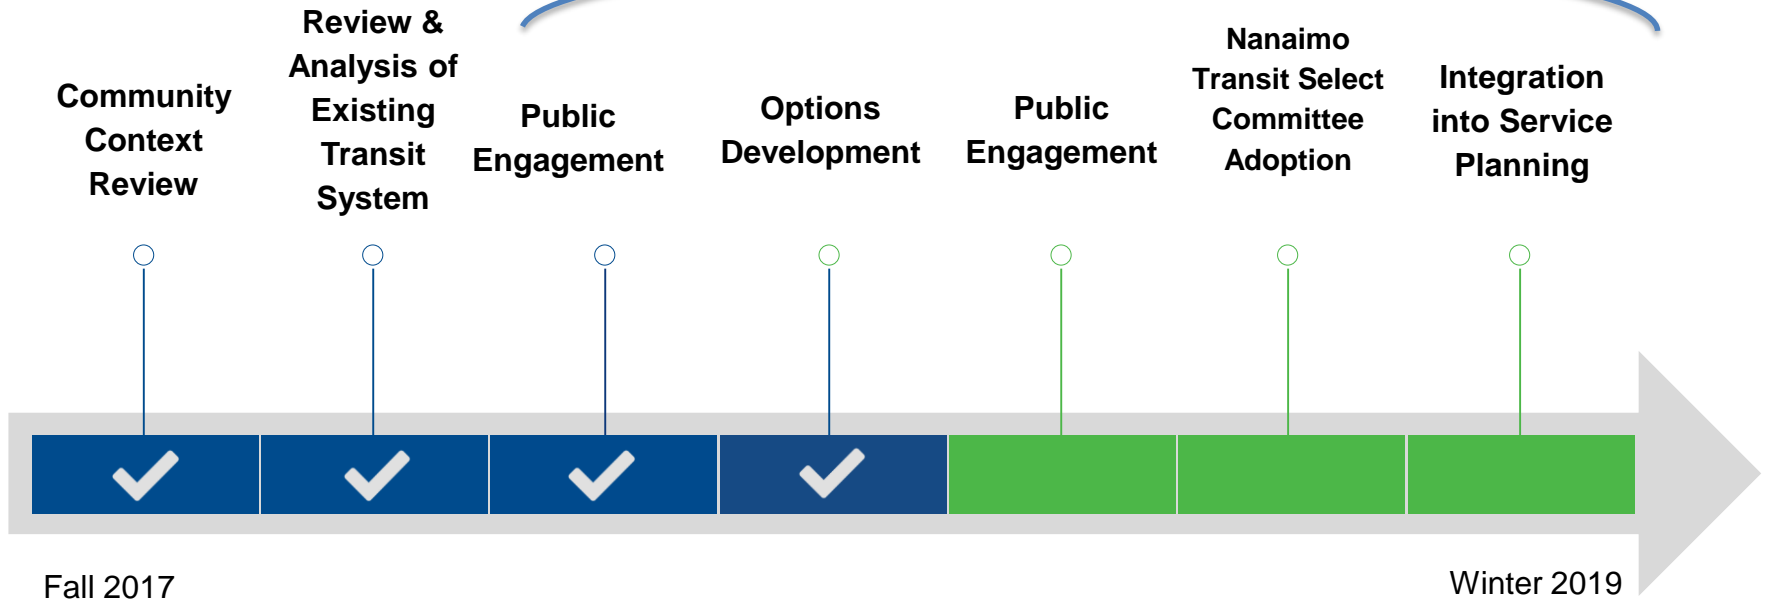 Community
Context
Review
Review &
Analysis of
Existing
Transit
System
Public
Engagement
Options
Development
Public
Engagement
Nanaimo
Transit Select
Committee
Adoption
Integration
into Service
Planning
Fall 2017
Winter 2019